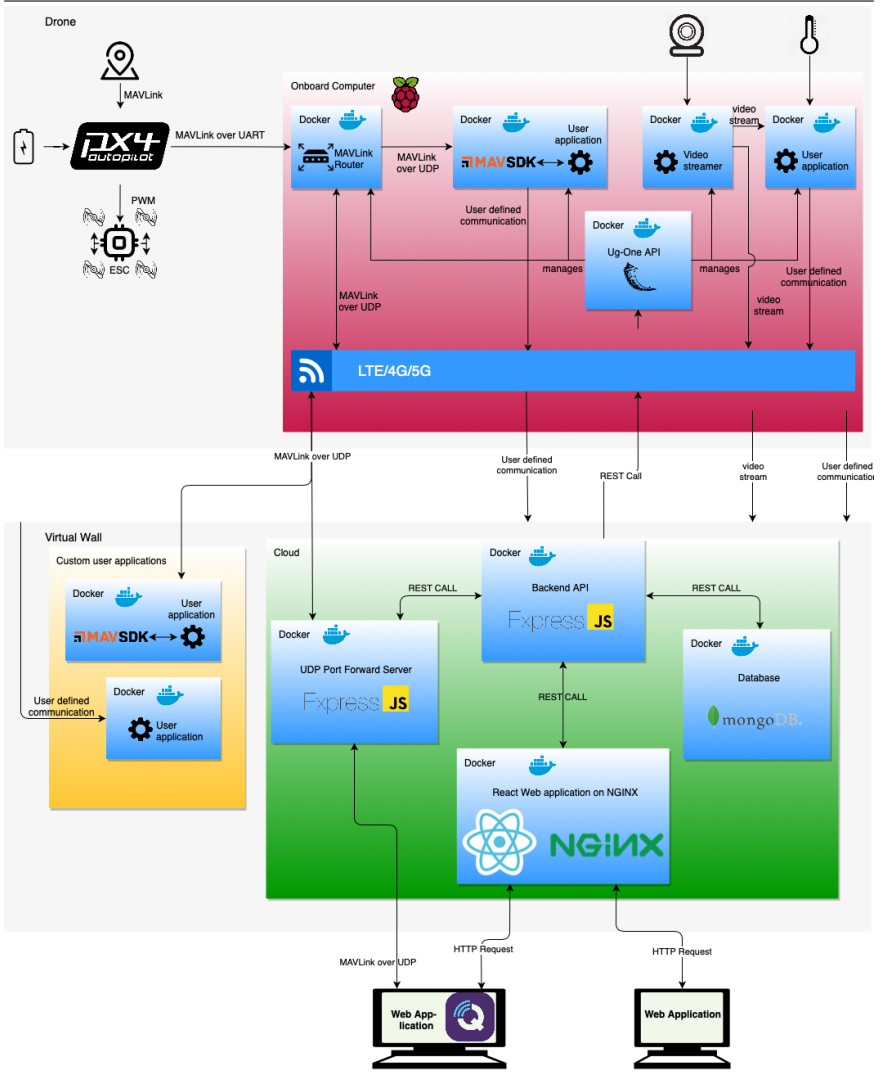 Drone
MAVLink
px4
autopilot
MAVLink over UART
PWM
ESC
Onboard Computer
Docker
MAVLink
Router
MAVLink
over UDP
Docker
User
application
MAVSDK
Docker
Video
streamer
video
stream
Docker
User
application
User defined
communication
Docker
Ug-One API
manages
manages
MAVLink
over UDP
User defined
communication
video
stream
LTE/4G/5G
MAVLink over UDP
User defined
communication
REST Call
video
stream
User defined
communication
Virtual Wall
Custom user applications
Docker
User
application
MAVSDK
User defined
communication
Docker
User
application
Cloud
Docker
Backend API
Express JS
REST CALL
REST CALL
Docker
UDP Port Forward Server
Express JS
Docker
Database
mongoDB.
REST CALL
Docker
React Web application on NGINX
NGINX
MAVLink over UDP
HTTP Request
HTTP Request
Web App-
lication
Web Application